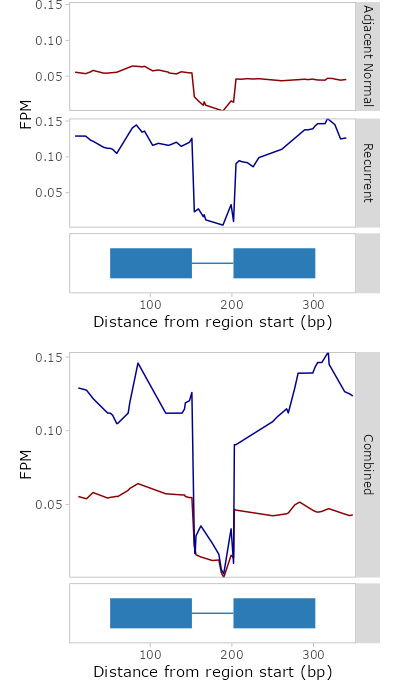 0.15
0.10
0.05
Adjacent Normal
FPM
0.15
0.10
0.05
Recurrent
100 200 300
Distance from region start (bp)
0.15
0.10
0.05
FPM
Combined
100 200 300
Distance from region start (bp)